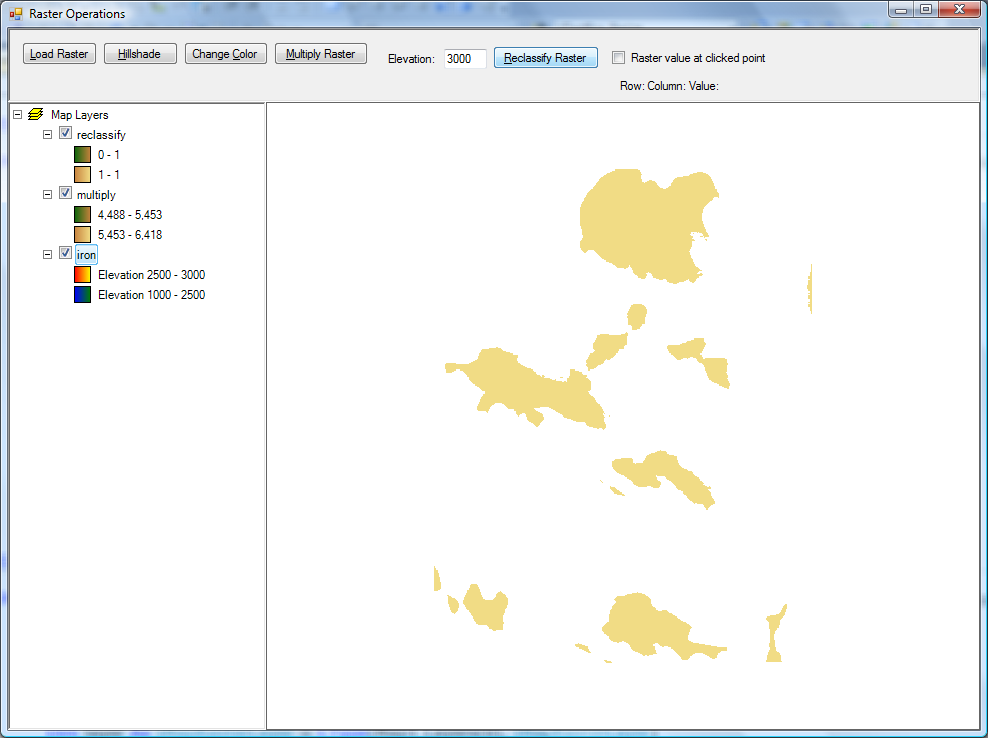 Raster Operations
Load Raster Hillshade Change Color Multiply Raster Elevation: 3000 Reclassify Raster Raster value at clicked point
Row: Column: Value:
Map Layers
reclassify
0 - 1
1 - 1
multiply
4,488 - 5,453
5,453 - 6,418
iron
Elevation 2500 - 3000
Elevation 1000 - 2500